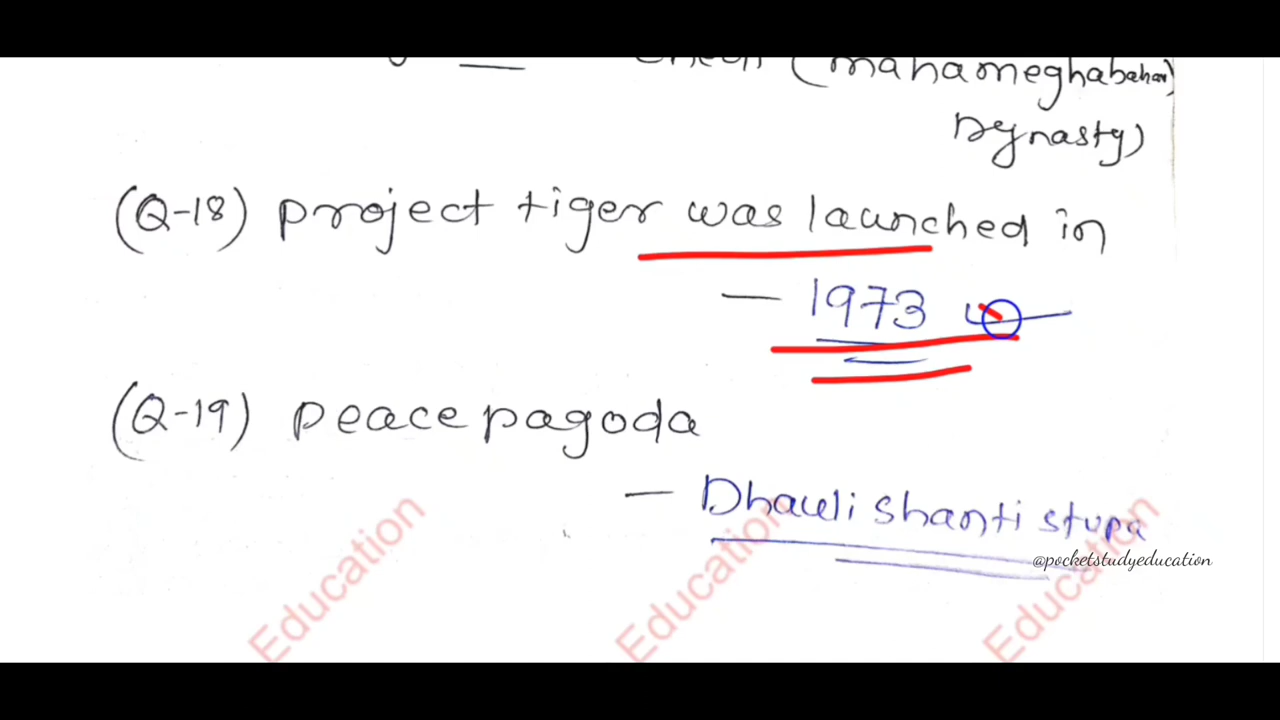 (mahameghabahan
Dynasty)
(Q-18) project tiger was launched in
— 1973
(Q-19) peace pagoda
— Dhauli shanti stupa
@pocketstudyeducation
Education Education Education